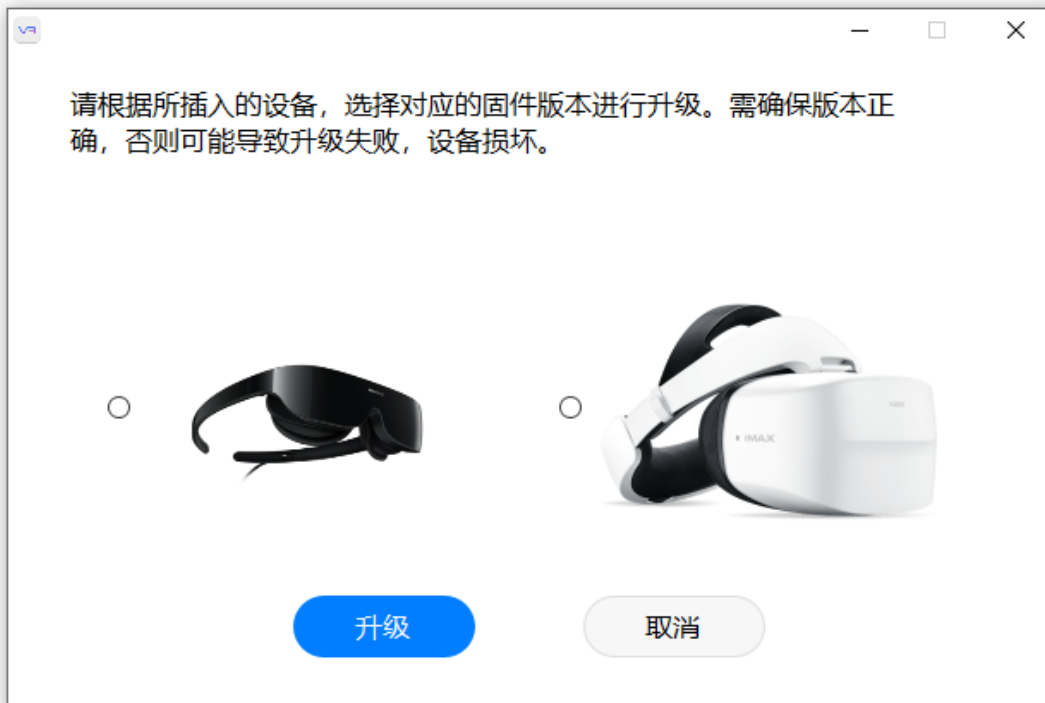 请根据所插入的设备，选择对应的固件版本进行升级。需确保版本正
确，否则可能导致升级失败，设备损坏。
IMAX
升级
取消